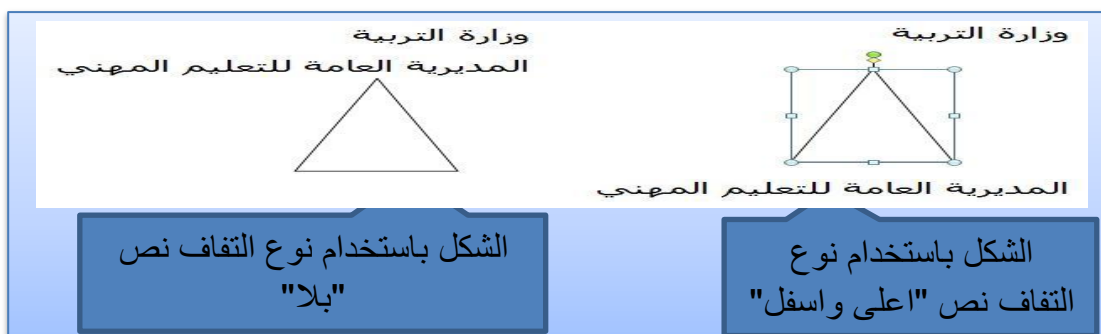 وزارة التربية
المديرية العامة للتعليم المهني
الشكل باستخدام نوع
التفاف نص "اعلى واسفل"
وزارة التربية
المديرية العامة للتعليم المهني
الشكل باستخدام نوع التفاف نص
"بلا"